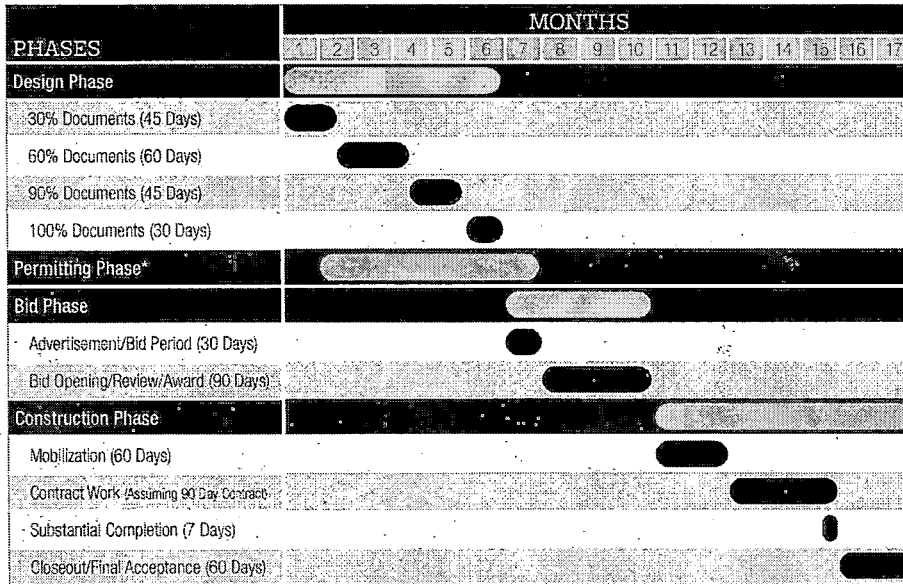 MONTHS
PHASES 1 2 3 4 5 6 7 8 9 10 11 12 13 14 15 16 17
Design Phase
30% Documents (45 Days)
60% Documents (60 Days)
90% Documents (45 Days)
100% Documents (30 Days)
Permitting Phase*
Bid Phase
Advertisement/Bid Period (30 Days)
Bid Opening/Review/Award (90 Days)
Construction Phase
Mobilization (60 Days)
Contract Work (Assuming 90 Day Contract)
Substantial Completion (7 Days)
Closeout/Final Acceptance (60 Days)